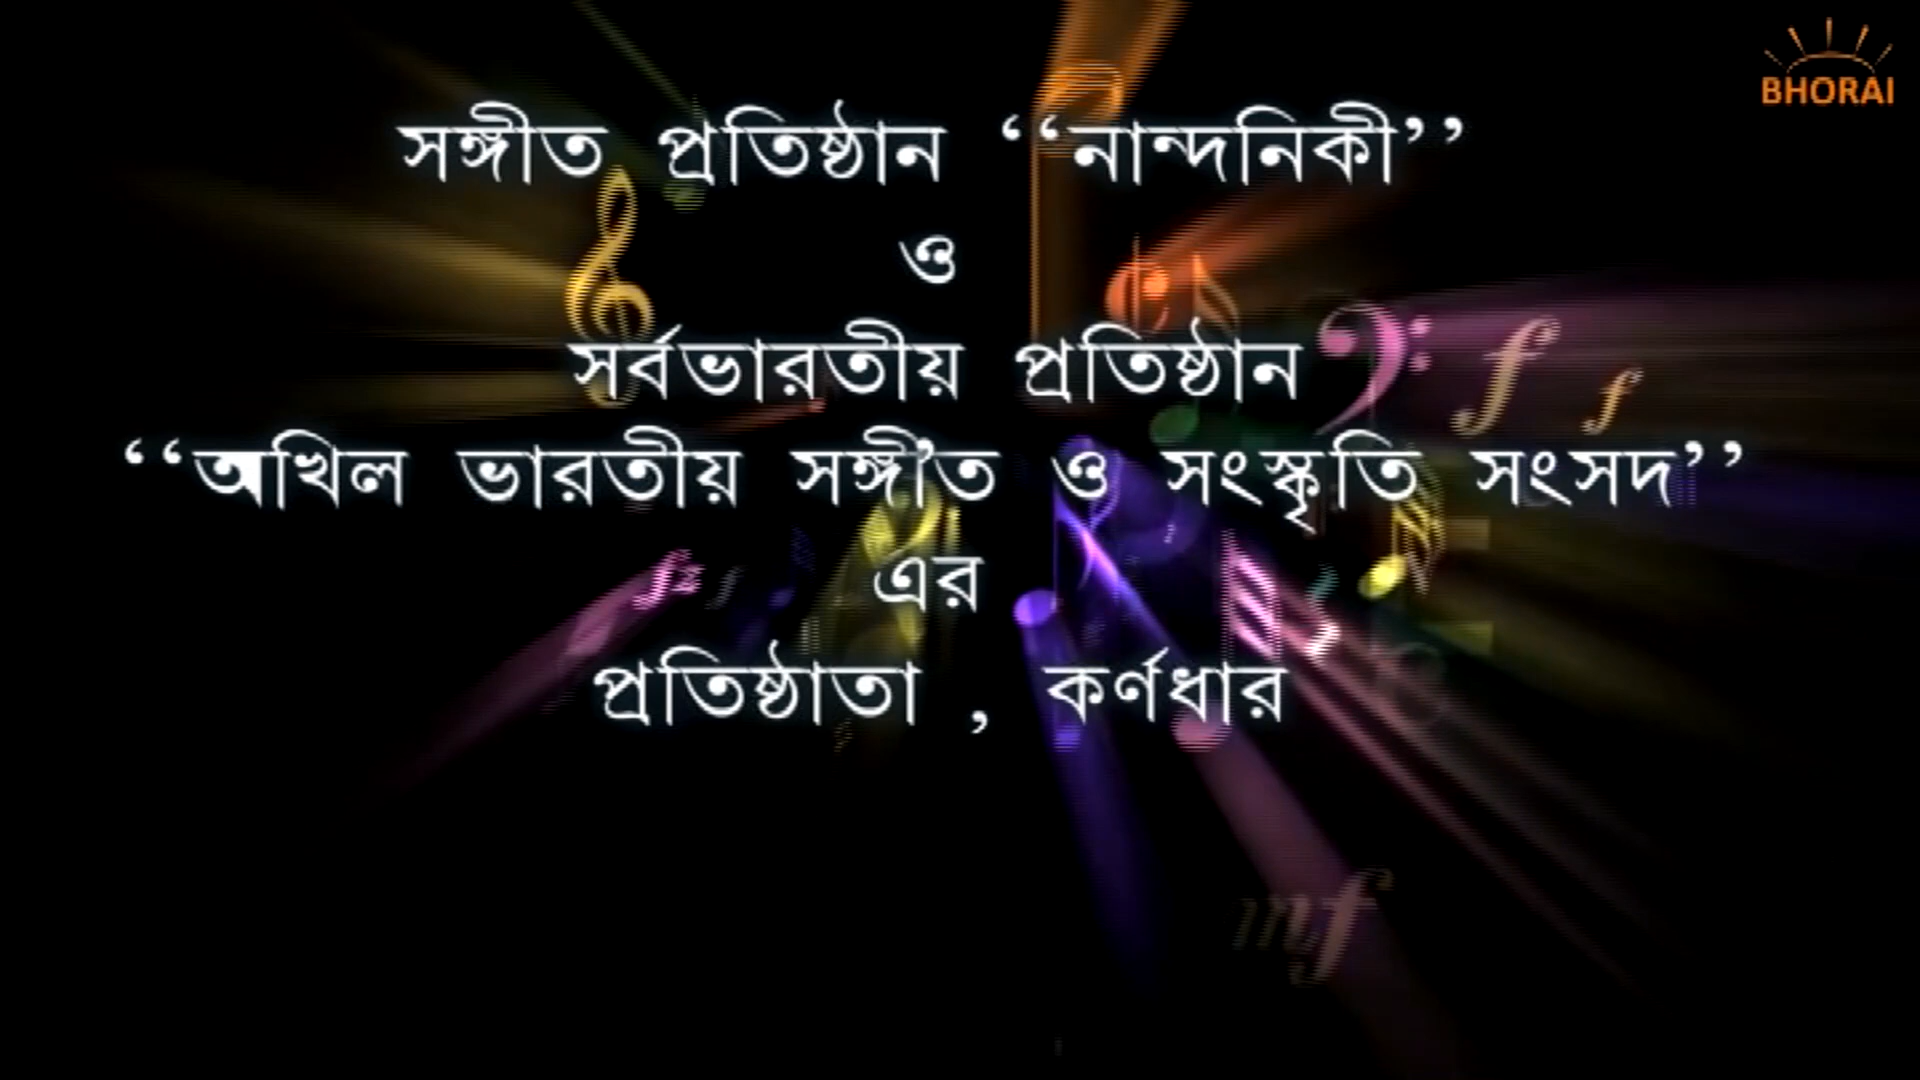 BHORAI
সঙ্গীত প্রতিষ্ঠান ‘‘নান্দনিকী’’
ও
সর্বভারতীয় প্রতিষ্ঠান
‘‘অখিল ভারতীয় সঙ্গীত ও সংস্কৃতি সংসদ’’
এর
প্রতিষ্ঠাতা , কর্ণধার